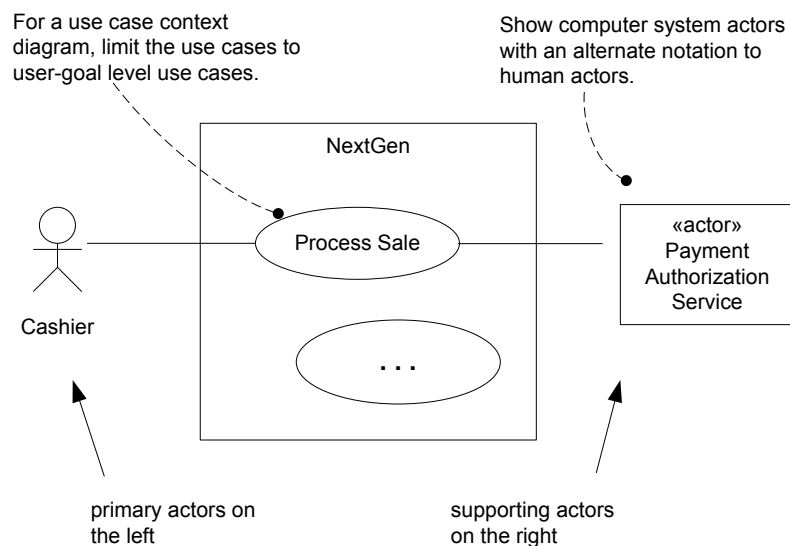 For a use case context
diagram, limit the use cases to
user-goal level use cases.
Show computer system actors
with an alternate notation to
human actors.
NextGen
Process Sale
«actor»
Payment
Authorization
Service
Cashier
. . .
primary actors on
the left
supporting actors
on the right